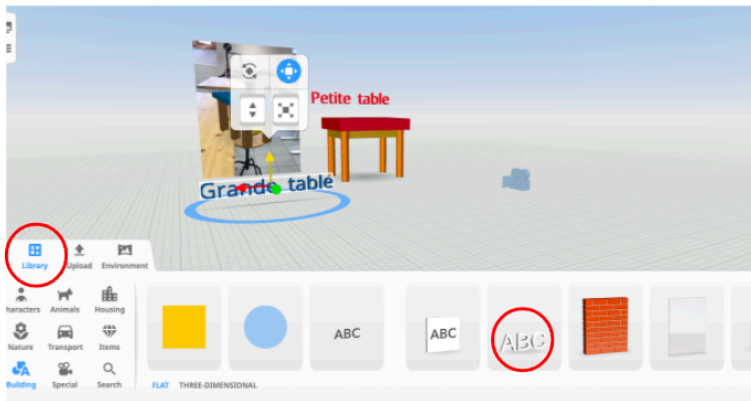 Petite table
Grande table
Library Upload Environment
Characters Animals Housing
Nature Transport Items
Building Special Search
ABC
ABC
ABC
FLAT THREE-DIMENSIONAL